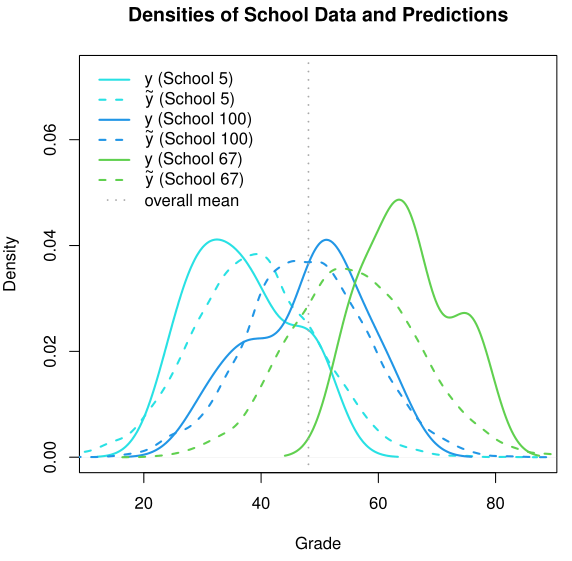 Densities of School Data and Predictions
y (School 5)
ỹ (School 5)
y (School 100)
ỹ (School 100)
y (School 67)
ỹ (School 67)
overall mean
Density
0.00
0.02
0.04
0.06
20 40 60 80
Grade